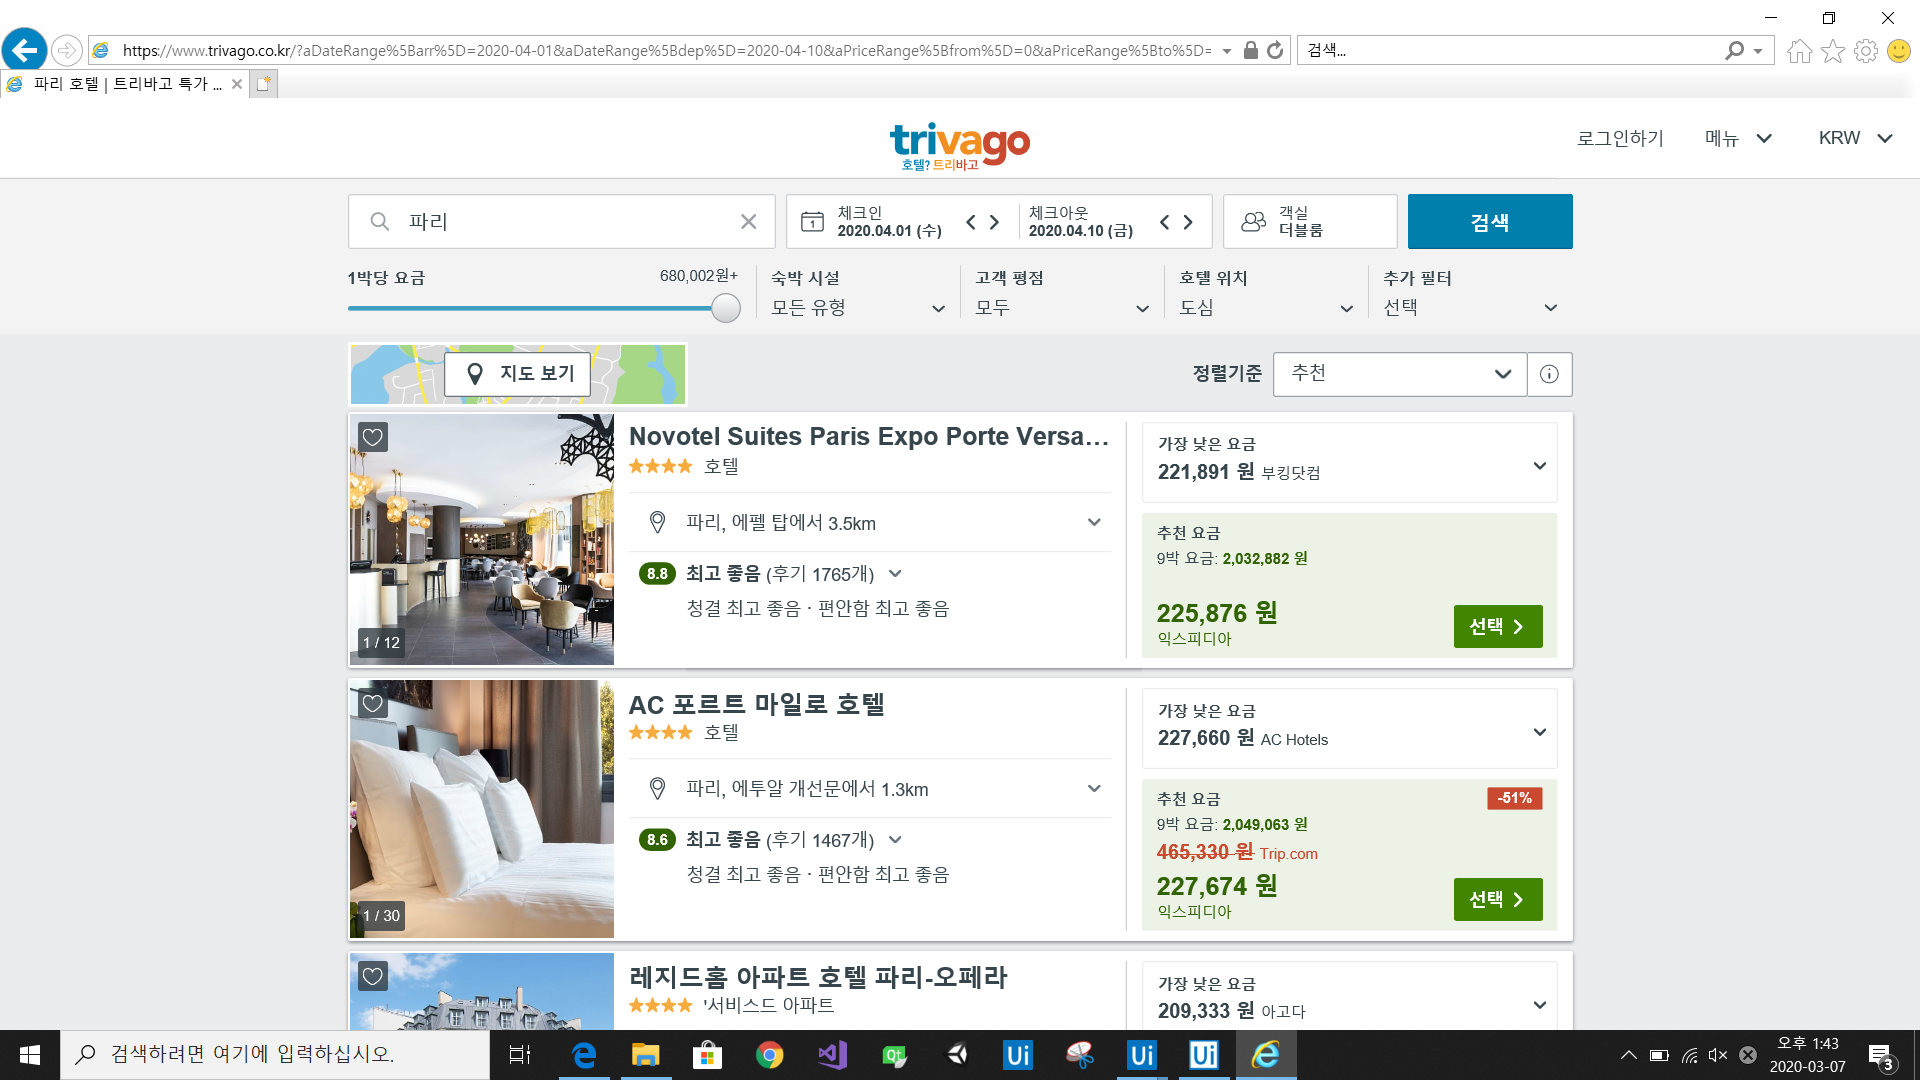 https://www.trivago.co.kr/?aDateRange%5Barr%5D=2020-04-01&aDateRange%5Bdep%5D=2020-04-10&aPriceRange%5Bfrom%5D=0&aPriceRange%5Bto%5D=
검색...
파리 호텔 | 트리바고 특가 ...
trivago
호텔? 트리바고
로그인하기
메뉴
KRW
파리
체크인
2020.04.01 (수)
체크아웃
2020.04.10 (금)
객실
더블룸
검색
1박당 요금
680,002원+
숙박 시설
모든 유형
고객 평점
모두
호텔 위치
도심
추가 필터
선택
지도 보기
정렬기준
추천
Novotel Suites Paris Expo Porte Versa...
호텔
파리, 에펠 탑에서 3.5km
8.8 최고 좋음 (후기 1765개)
청결 최고 좋음 · 편안함 최고 좋음
1 / 12
가장 낮은 요금
221,891 원 부킹닷컴
추천 요금
9박 요금: 2,032,882 원
225,876 원
익스피디아
선택
AC 포르트 마일로 호텔
호텔
파리, 에투알 개선문에서 1.3km
8.6 최고 좋음 (후기 1467개)
청결 최고 좋음 · 편안함 최고 좋음
1 / 30
가장 낮은 요금
227,660 원 AC Hotels
추천 요금
-51%
9박 요금: 2,049,063 원
465,330 원 Trip.com
227,674 원
익스피디아
선택
레지드홈 아파트 호텔 파리-오페라
'서비스드 아파트
가장 낮은 요금
209,333 원 아고다
검색하려면 여기에 입력하십시오.
Qt
Ui
Ui
Ui
오후 1:43
2020-03-07
3